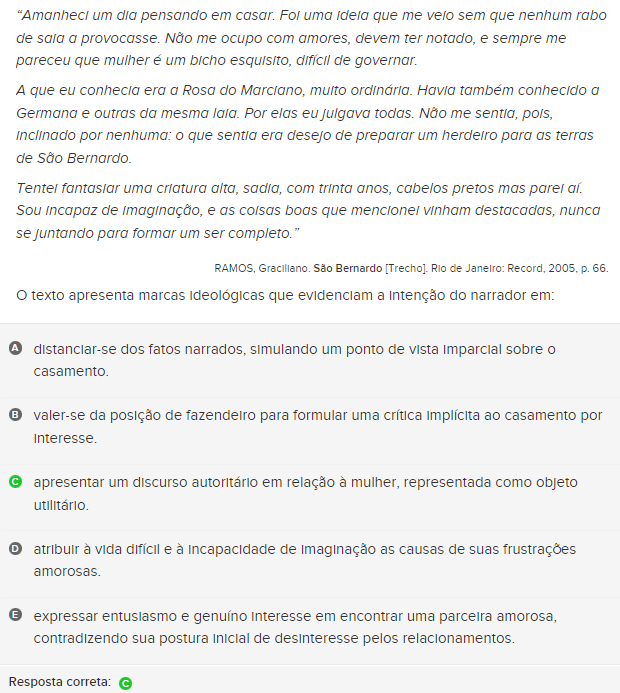 “Amanheci um dia pensando em casar. Foi uma ideia que me veio sem que nenhum rabo
de saia a provocasse. Não me ocupo com amores, devem ter notado, e sempre me
pareceu que mulher é um bicho esquisito, difícil de governar.
A que eu conhecia era a Rosa do Marciano, muito ordinária. Havia também conhecido a
Germana e outras da mesma laia. Por elas eu julgava todas. Não me sentia, pois,
inclinado por nenhuma: o que sentia era desejo de preparar um herdeiro para as terras
de São Bernardo.
Tentei fantasiar uma criatura alta, sadia, com trinta anos, cabelos pretos mas parei aí.
Sou incapaz de imaginação, e as coisas boas que mencionei vinham destacadas, nunca
se juntando para formar um ser completo.”
RAMOS, Graciliano. São Bernardo [Trecho]. Rio de Janeiro: Record, 2005, p. 66.
O texto apresenta marcas ideológicas que evidenciam a intenção do narrador em:
A distanciar-se dos fatos narrados, simulando um ponto de vista imparcial sobre o
casamento.
B valer-se da posição de fazendeiro para formular uma crítica implícita ao casamento por
interesse.
C apresentar um discurso autoritário em relação à mulher, representada como objeto
utilitário.
D atribuir à vida difícil e à incapacidade de imaginação as causas de suas frustrações
amorosas.
E expressar entusiasmo e genuíno interesse em encontrar uma parceira amorosa,
contradizendo sua postura inicial de desinteresse pelos relacionamentos.
Resposta correta: C